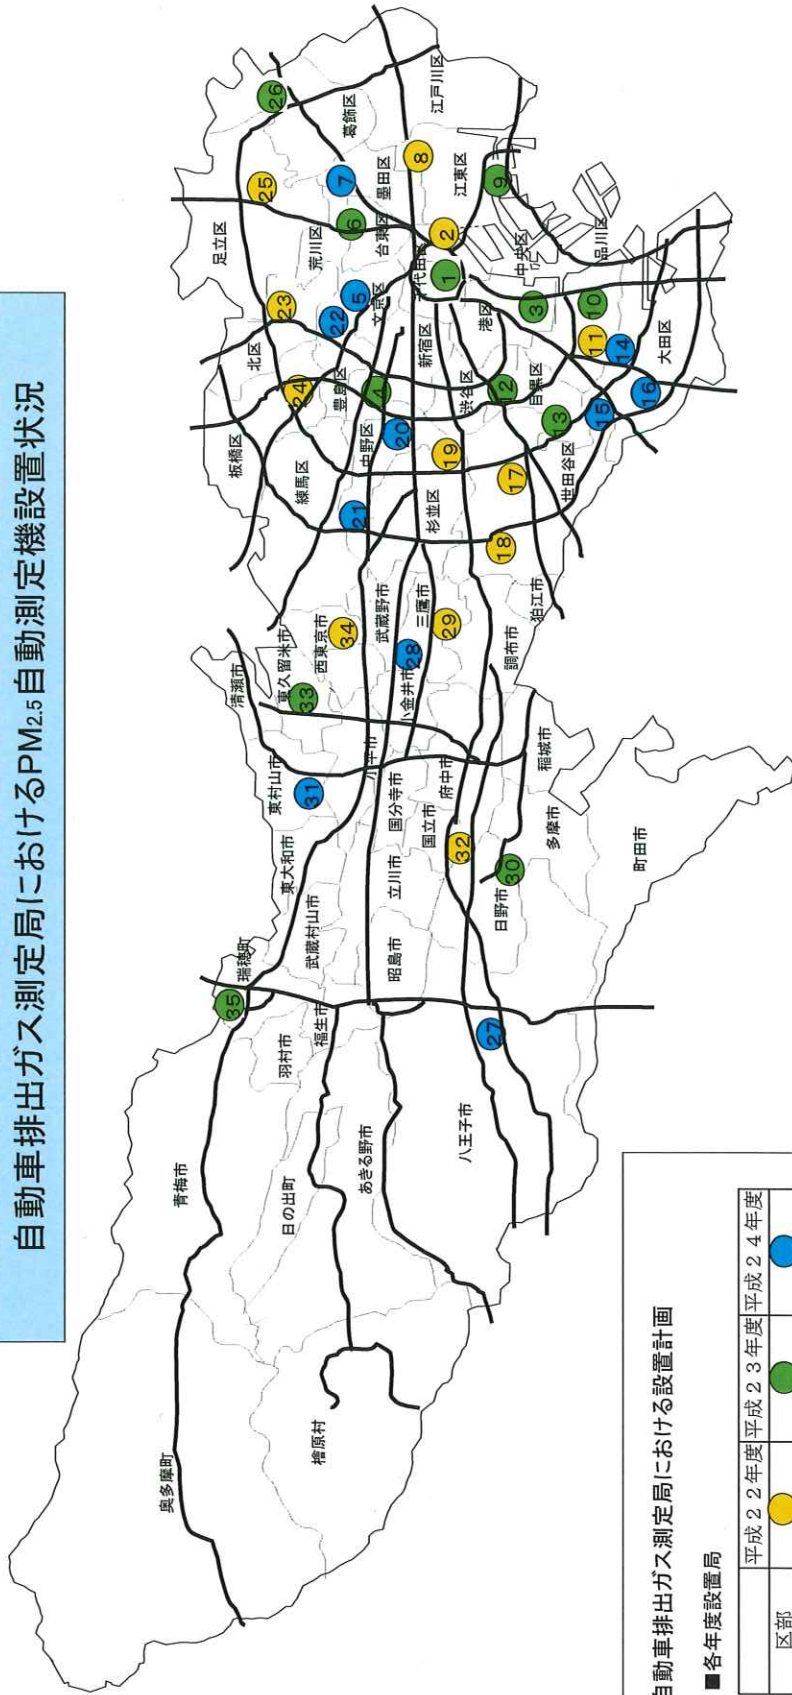 自動車排出ガス測定局におけるPM2.5自動測定機設置状況
奥多摩町
檜原村
青梅市
日の出町
あきる野市
八王子市
羽村市
福生市
瑞穂町
35
27
武蔵村山市
昭島市
東大和市
立川市
日野市
30
32
国立市
国分寺市
府中市
多摩市
町田市
稲城市
東村山市
31
小平市
清瀬市
東久留米市
33
西東京市
34
小金井市
28
武蔵野市
三鷹市
29
調布市
狛江市
板橋区
練馬区
21
杉並区
18
17
19
世田谷区
中野区
20
24
豊島区
4
北区
23
22
5
文京区
新宿区
渋谷区
12
目黒区
13
15
16
14
11
10
大田区
品川区
港区
3
千代田区
1
2
中央区
足立区
25
荒川区
6
台東区
7
墨田区
8
江東区
9
葛飾区
26
江戸川区
自動車排出ガス測定局における設置計画
■各年度設置局
平成22年度 平成23年度 平成24年度
区部